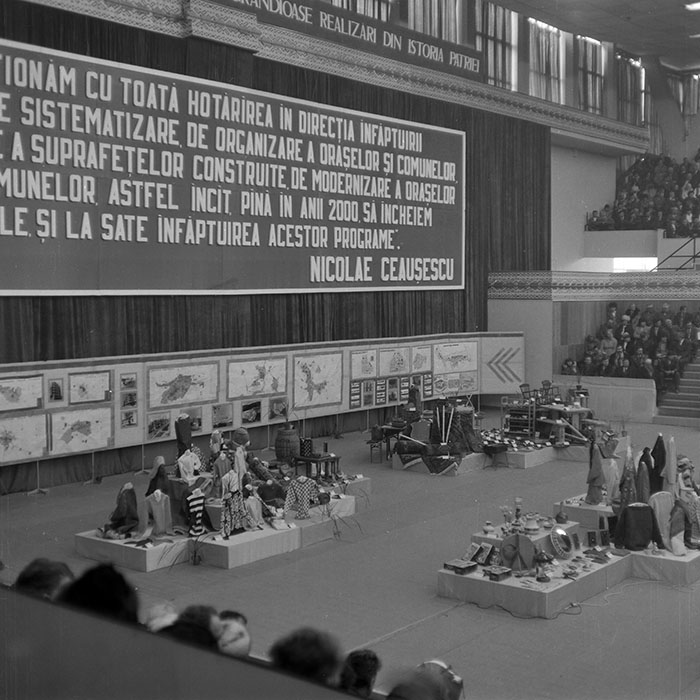 GRANDIOASE REALIZARI DIN ISTORIA PATRIEI
TIONĂM CU TOATĂ HOTĂRÎREA ÎN DIRECȚIA ÎNFĂPTUIRII
E SISTEMATIZARE, DE ORGANIZARE A ORAȘELOR ȘI COMUNELOR,
E A SUPRAFEȚELOR CONSTRUITE, DE MODERNIZARE A ORAȘELOR
MUNELOR, ASTFEL ÎNCÎT, PÎNĂ ÎN ANII 2000, SĂ ÎNCHEIEM
LE, ȘI LA SATE ÎNFĂPTUIREA ACESTOR PROGRAME".
NICOLAE CEAUȘESCU